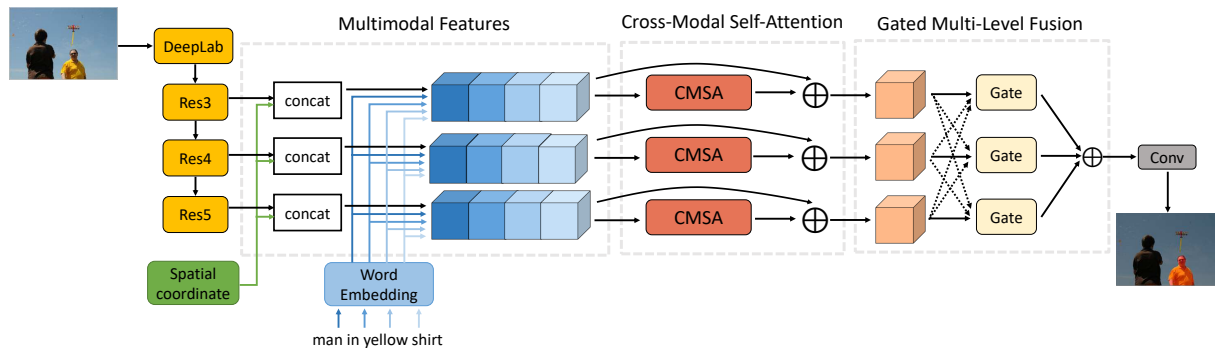 Multimodal Features
Cross-Modal Self-Attention
Gated Multi-Level Fusion
DeepLab
Res3
concat
CMSA
Gate
Res4
concat
CMSA
Gate
Conv
Res5
concat
CMSA
Gate
Spatial
coordinate
Word
Embedding
man in yellow shirt